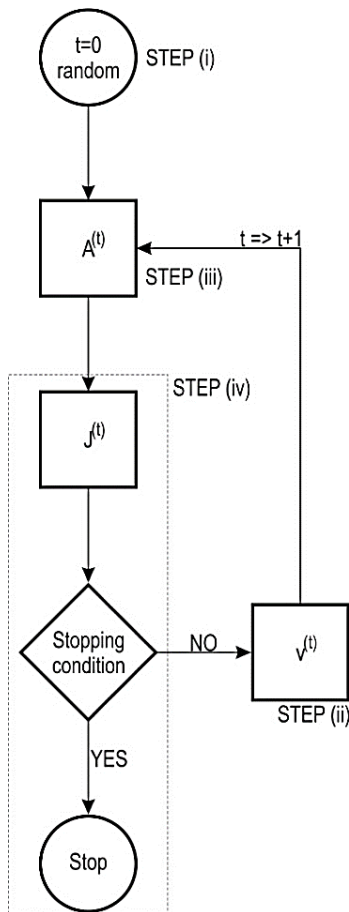 t=0
random
STEP (i)
A(t)
t => t+1
STEP (iii)
STEP (iv)
J(t)
Stopping
condition
NO
v(t)
STEP (ii)
YES
Stop